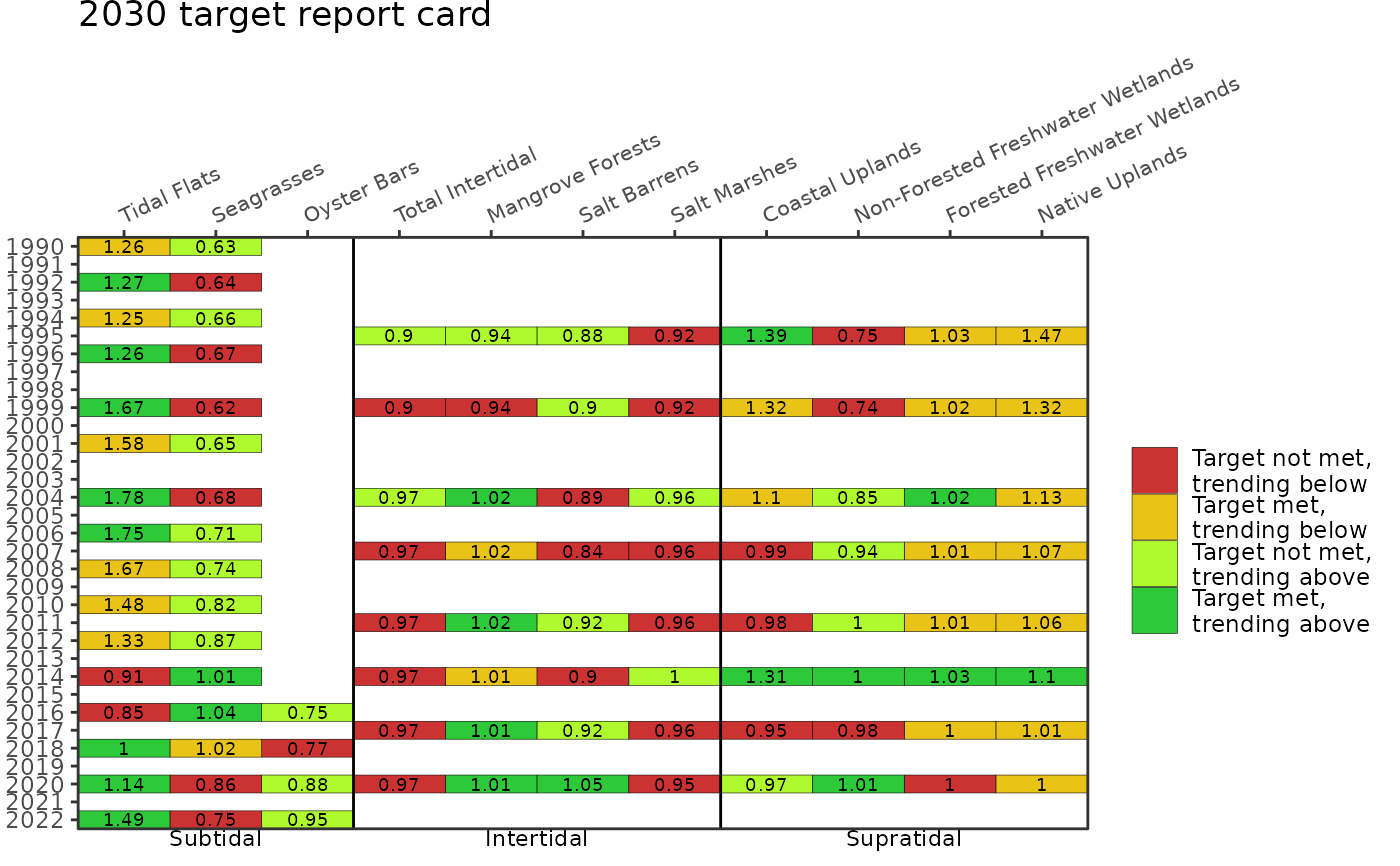 2030 target report card
Tidal Flats
Seagrasses
Oyster Bars
Total Intertidal
Mangrove Forests
Salt Barrens
Salt Marshes
Coastal Uplands
Non-Forested Freshwater Wetlands
Forested Freshwater Wetlands
Native Uplands
1990 1.26 0.63
1991
1992 1.27 0.64
1993
1994 1.25 0.66
1995 0.9 0.94 0.88 0.92 1.39 0.75 1.03 1.47
1996 1.26 0.67
1997
1998
1999 1.67 0.62 0.9 0.94 0.9 0.92 1.32 0.74 1.02 1.32
2000
2001 1.58 0.65
2002
2003
2004 1.78 0.68 0.97 1.02 0.89 0.96 1.1 0.85 1.02 1.13
2005
2006 1.75 0.71
2007 0.97 1.02 0.84 0.96 0.99 0.94 1.01 1.07
2008 1.67 0.74
2009
2010 1.48 0.82
2011 0.97 1.02 0.92 0.96 0.98 1 1.01 1.06
2012 1.33 0.87
2013
2014 0.91 1.01 0.97 1.01 0.9 1 1.31 1 1.03 1.1
2015
2016 0.85 1.04 0.75
2017 0.97 1.01 0.92 0.96 0.95 0.98 1 1.01
2018 1 1.02 0.77
2019
2020 1.14 0.86 0.88 0.97 1.01 1.05 0.95 0.97 1.01 1 1
2021
2022 1.49 0.75 0.95
Subtidal Intertidal Supratidal
Target not met,
trending below
Target met,
trending below
Target not met,
trending above
Target met,
trending above